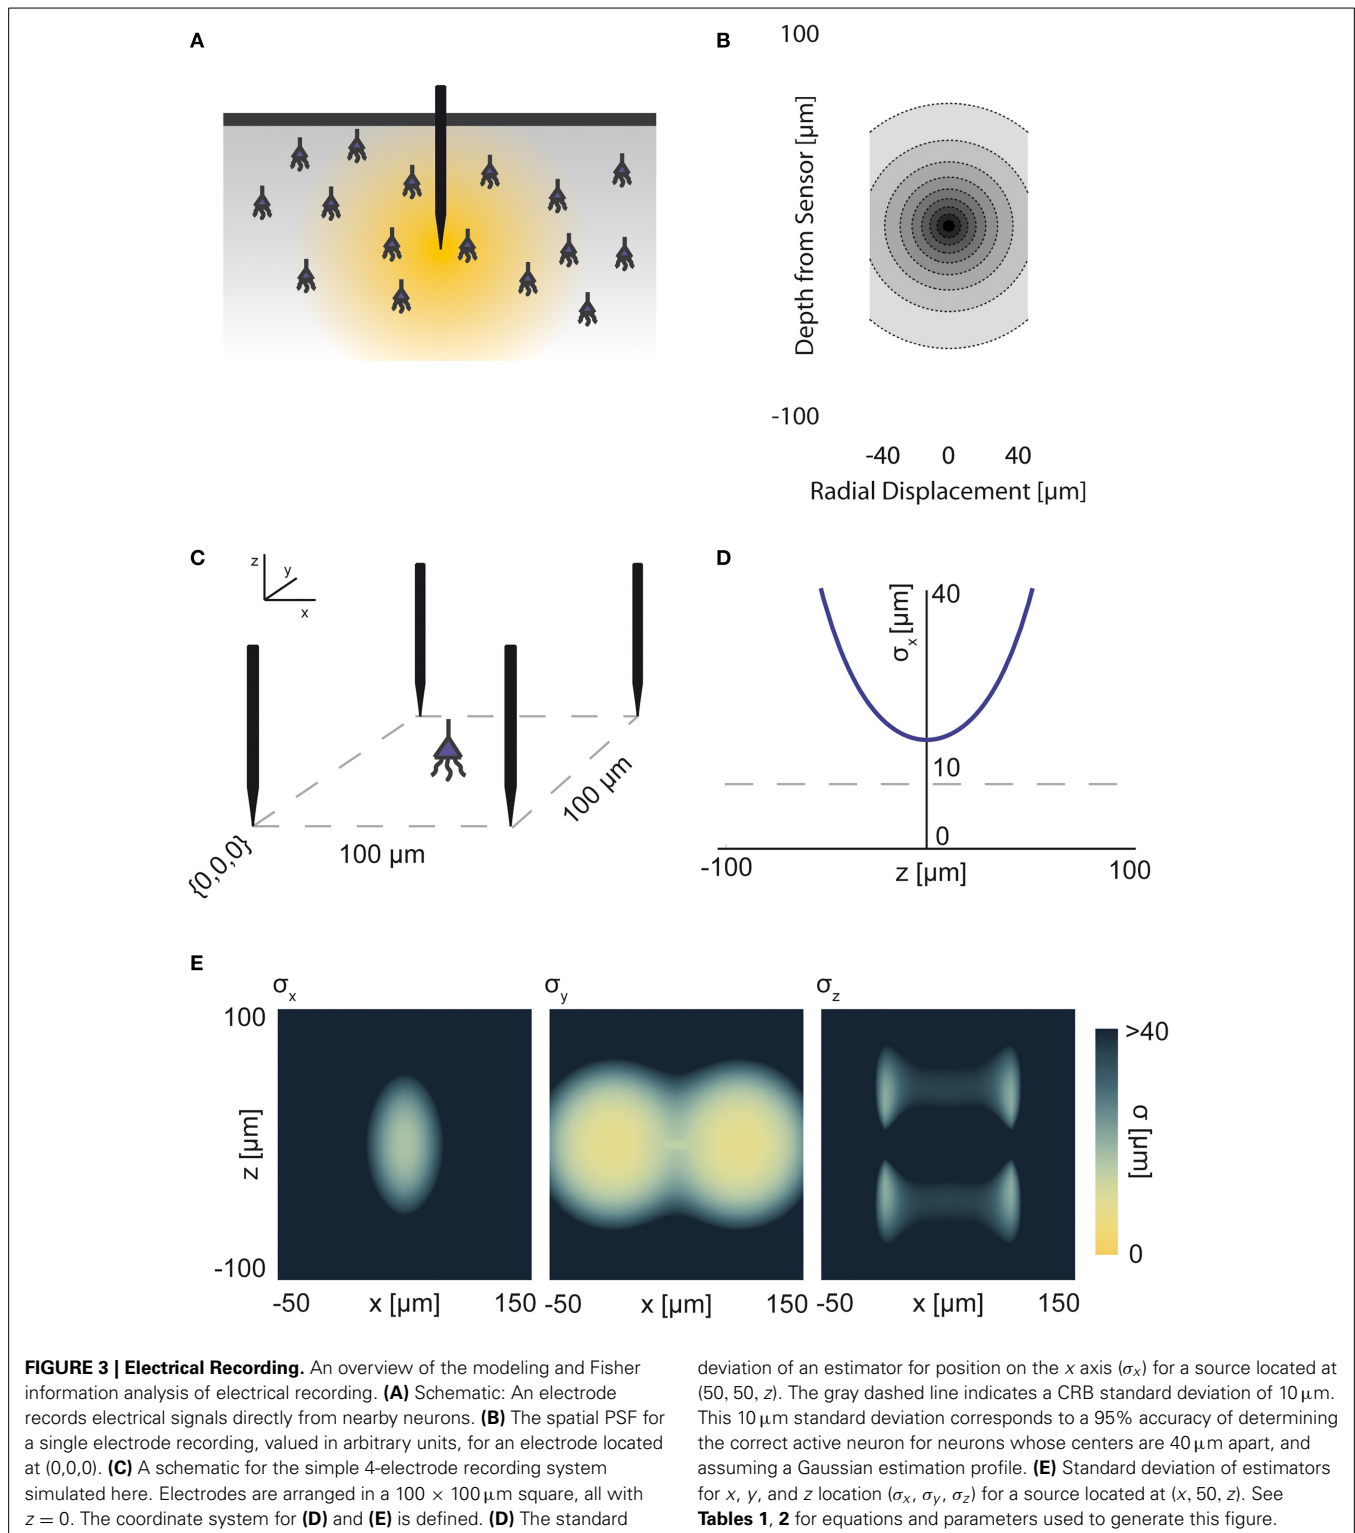 A
B
100
Depth from Sensor [µm]
-100
-40 0 40
Radial Displacement [µm]
C
z
y
x
{0,0,0}
100 µm
100 µm
D
σx [µm]
40
10
0
-100
z [µm]
100
E
σx
σy
σz
100
z [µm]
-100
-50 x [µm] 150
-50 x [µm] 150
-50 x [µm] 150
>40
σ [µm]
0
FIGURE 3 | Electrical Recording. An overview of the modeling and Fisher
information analysis of electrical recording. (A) Schematic: An electrode
records electrical signals directly from nearby neurons. (B) The spatial PSF for
a single electrode recording, valued in arbitrary units, for an electrode located
at (0,0,0). (C) A schematic for the simple 4-electrode recording system
simulated here. Electrodes are arranged in a 100 × 100 µm square, all with
z = 0. The coordinate system for (D) and (E) is defined. (D) The standard
deviation of an estimator for position on the x axis (σx) for a source located at
(50, 50, z). The gray dashed line indicates a CRB standard deviation of 10 µm.
This 10 µm standard deviation corresponds to a 95% accuracy of determining
the correct active neuron for neurons whose centers are 40 µm apart, and
assuming a Gaussian estimation profile. (E) Standard deviation of estimators
for x, y, and z location (σx, σy, σz) for a source located at (x, 50, z). See
Tables 1, 2 for equations and parameters used to generate this figure.